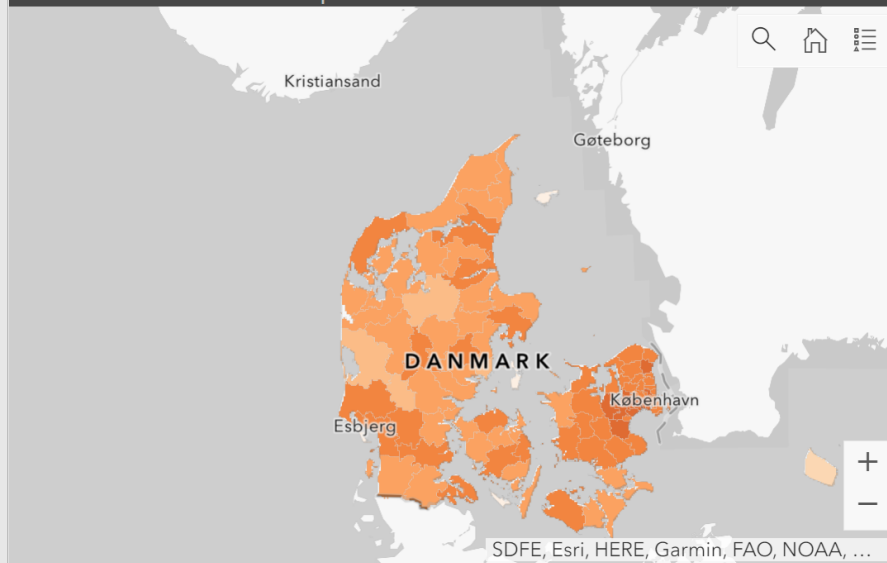 Kristiansand
Gøteborg
DANMARK
København
Esbjerg
SDFE, Esri, HERE, Garmin, FAO, NOAA, ...